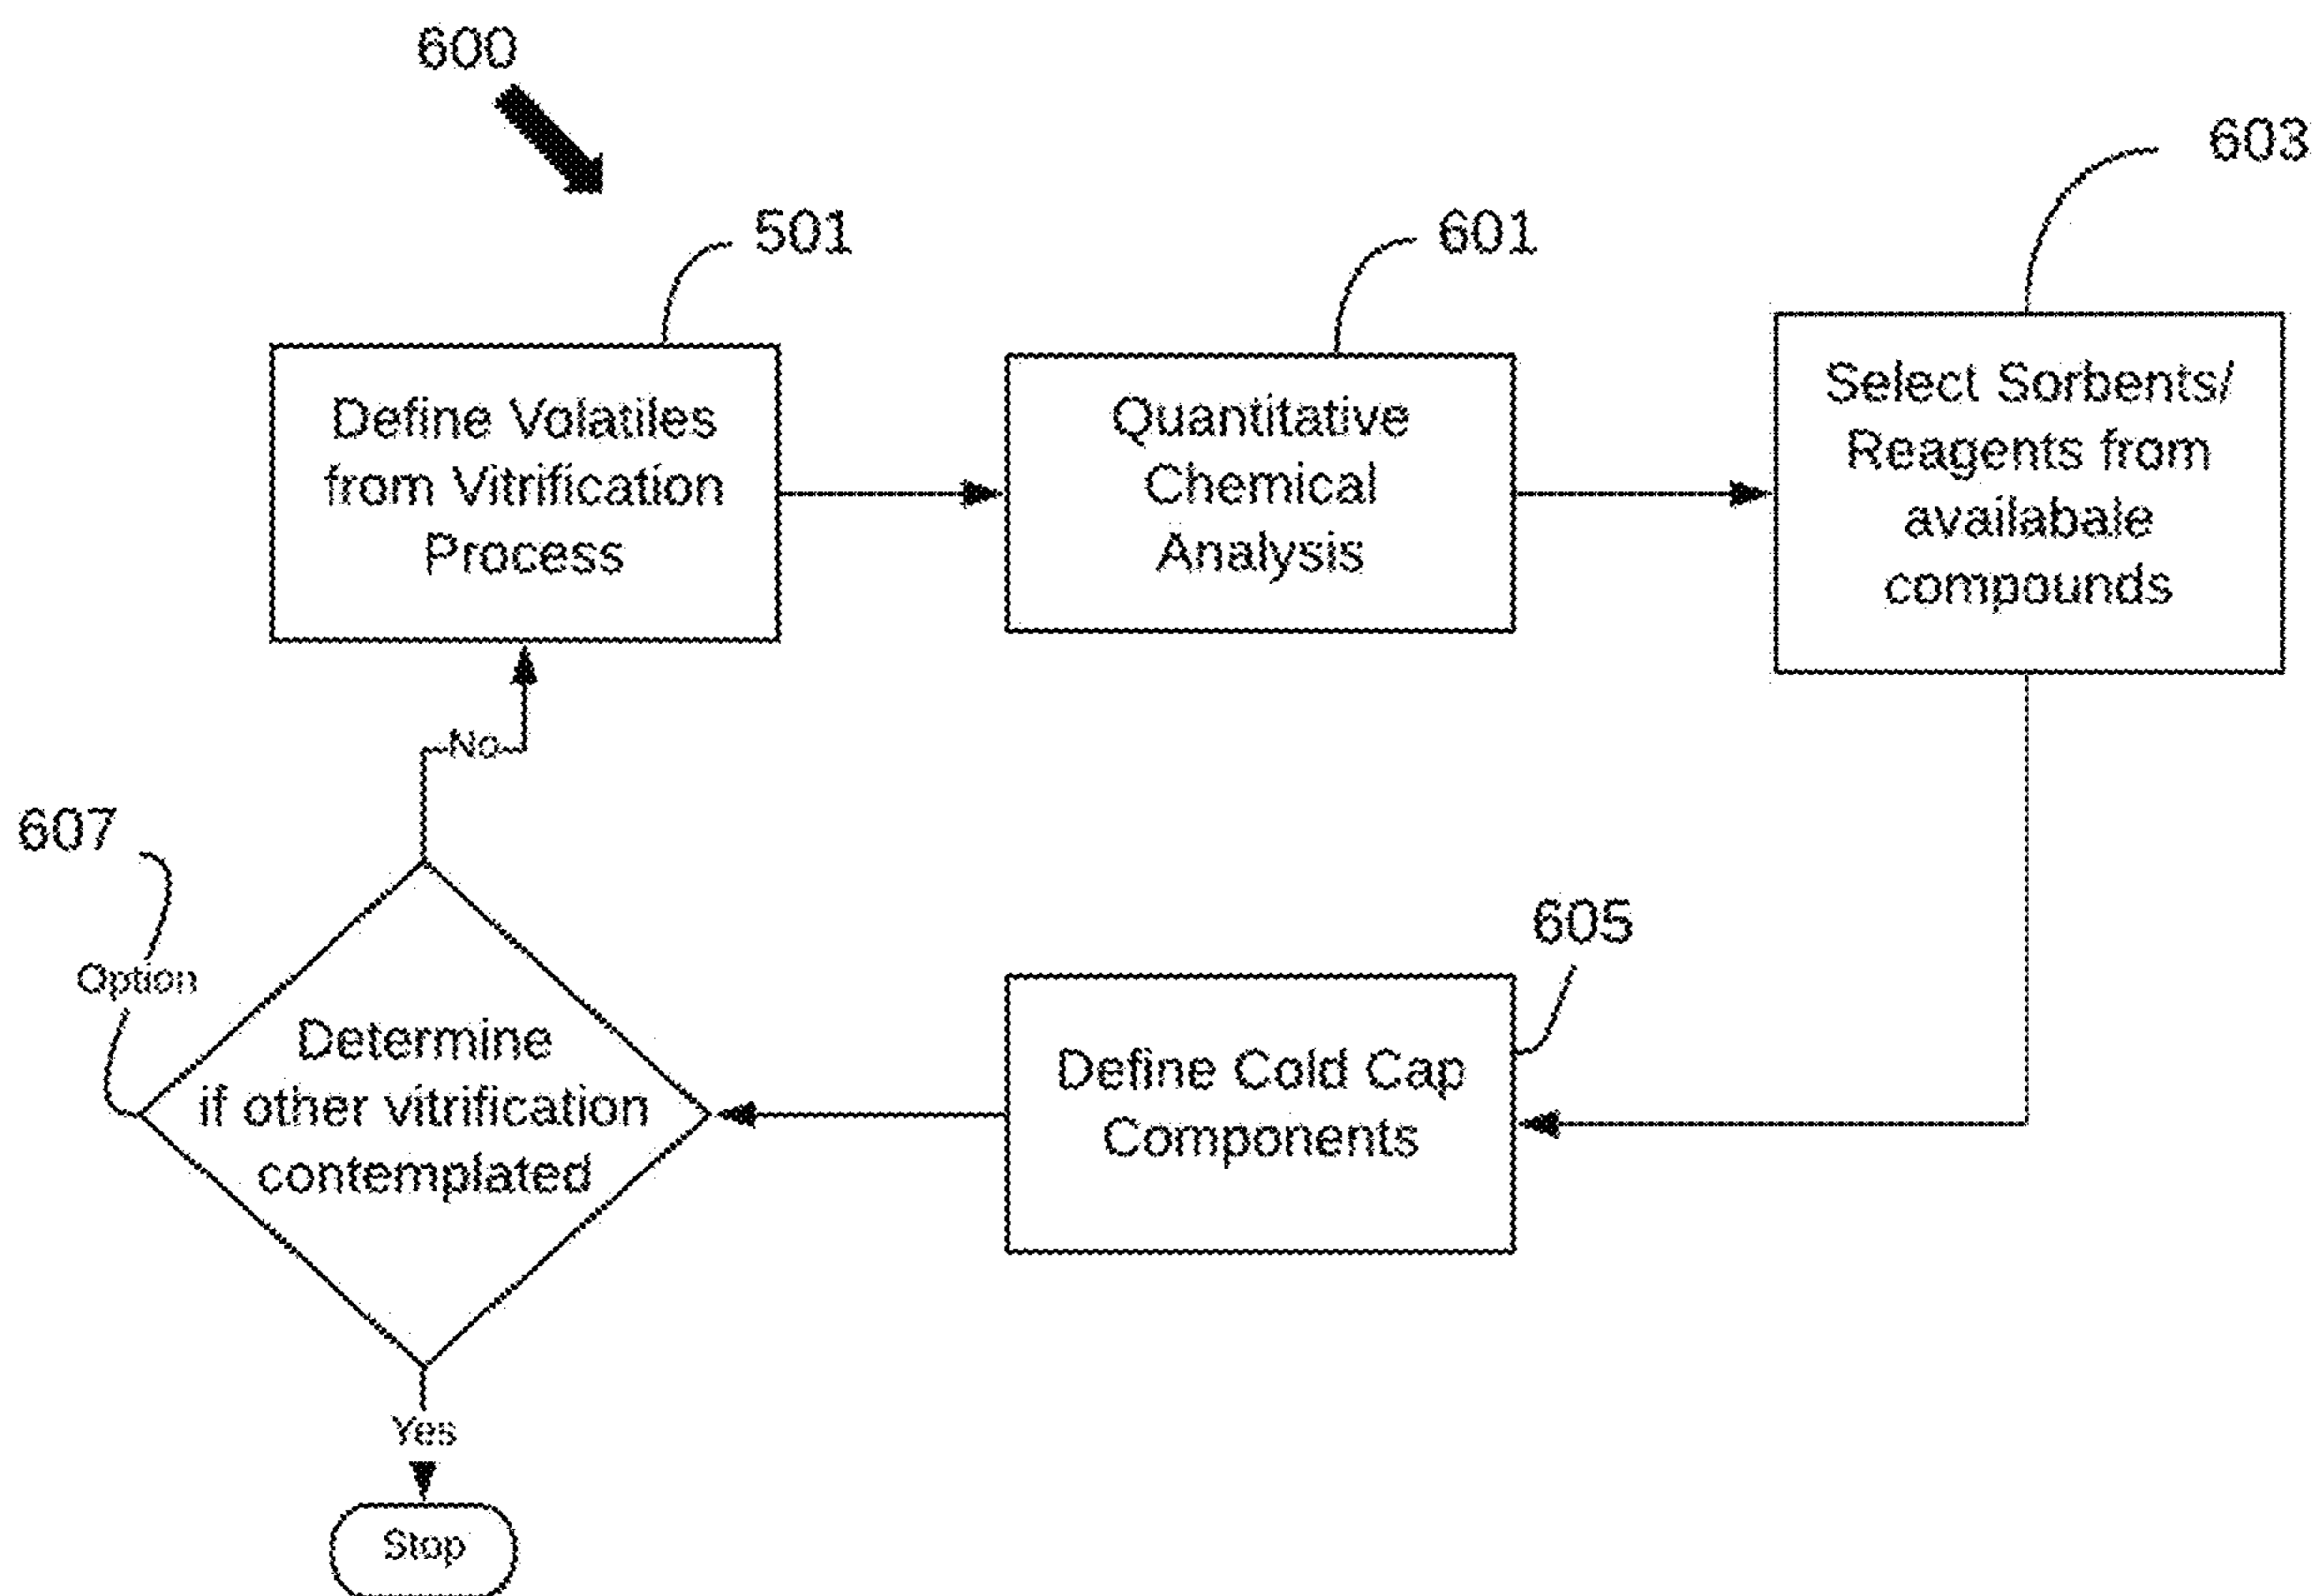 600
501
601
603
Define Volatiles
from Vitrification
Process
Quantitative
Chemical
Analysis
Select Sorbents/
Reagents from
availabale
compounds
No
607
Option
605
Determine
if other vitrification
contemplated
Define Cold Cap
Components
Yes
Stop